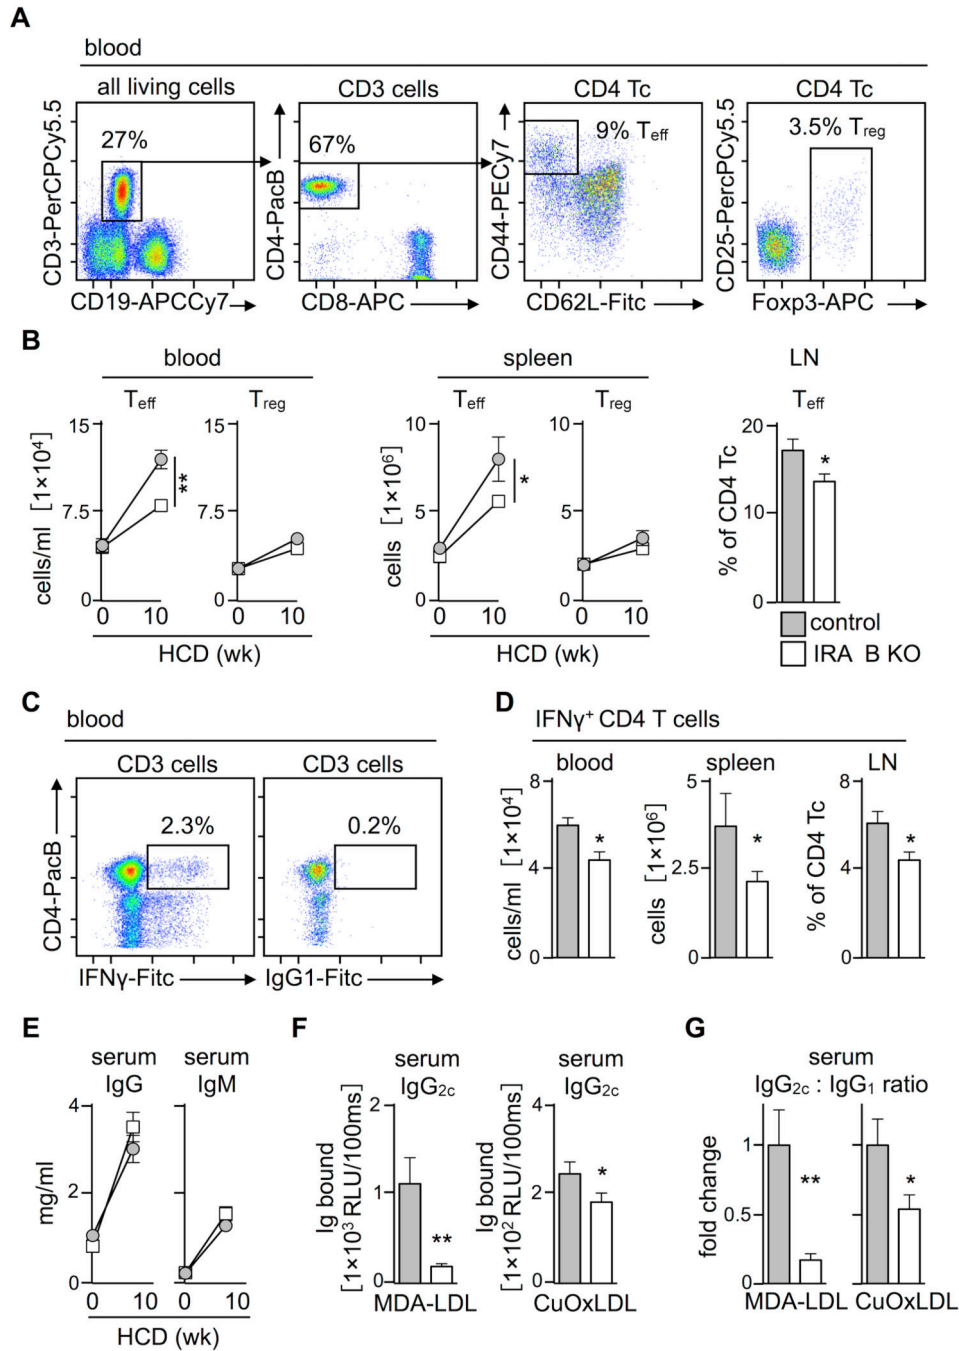 A
blood
all living cells
CD3 cells
CD4 Tc
CD4 Tc
27%
67%
9% Teff
3.5% Treg
CD3-PerCPCy5.5
CD4-PacB
CD44-PECy7
CD25-PercPCy5.5
CD19-APCCy7
CD8-APC
CD62L-Fitc
Foxp3-APC
B
blood
spleen
LN
Teff
Treg
Teff
Treg
Teff
cells/ml [1×10⁴]
15
7.5
0
15
7.5
0
**
cells [1×10⁶]
10
5
0
10
5
0
*
% of CD4 Tc
20
10
0
*
0 10
0 10
0 10
0 10
HCD (wk)
HCD (wk)
control
IRA B KO
C
blood
CD3 cells
CD3 cells
2.3%
0.2%
CD4-PacB
IFNγ-Fitc
IgG1-Fitc
D
IFNγ⁺ CD4 T cells
blood
spleen
LN
cells/ml [1×10⁴]
8
4
0
*
cells [1×10⁶]
5
2.5
0
*
% of CD4 Tc
8
4
0
*
E
serum
IgG
serum
IgM
mg/ml
4
2
0
0 10
0 10
HCD (wk)
F
serum
IgG2c
serum
IgG2c
Ig bound
[1×10³ RLU/100ms]
2
1
0
**
MDA-LDL
Ig bound
[1×10² RLU/100ms]
4
2
0
*
CuOxLDL
G
serum
IgG2c : IgG1 ratio
fold change
1
0.5
0
**
*
MDA-LDL
CuOxLDL